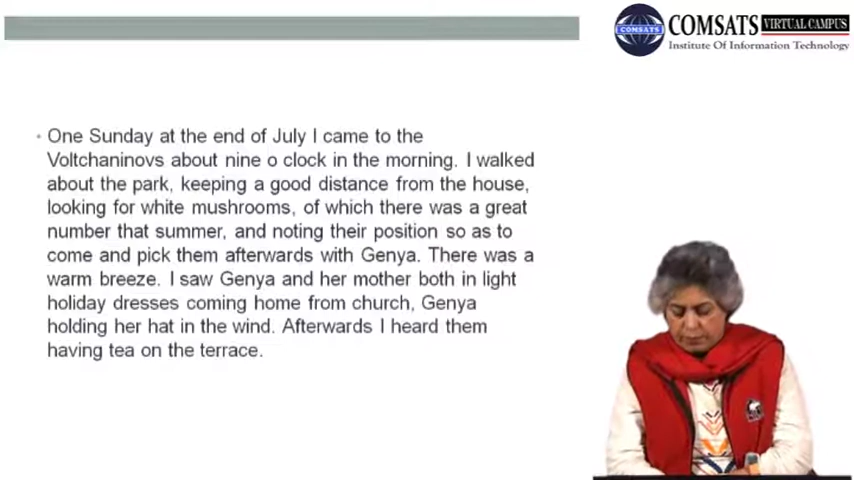 COMSATS VIRTUAL CAMPUS
COMSATS
Institute Of Information Technology
• One Sunday at the end of July I came to the
Voltchaninovs about nine o clock in the morning. I walked
about the park, keeping a good distance from the house,
looking for white mushrooms, of which there was a great
number that summer, and noting their position so as to
come and pick them afterwards with Genya. There was a
warm breeze. I saw Genya and her mother both in light
holiday dresses coming home from church, Genya
holding her hat in the wind. Afterwards I heard them
having tea on the terrace.